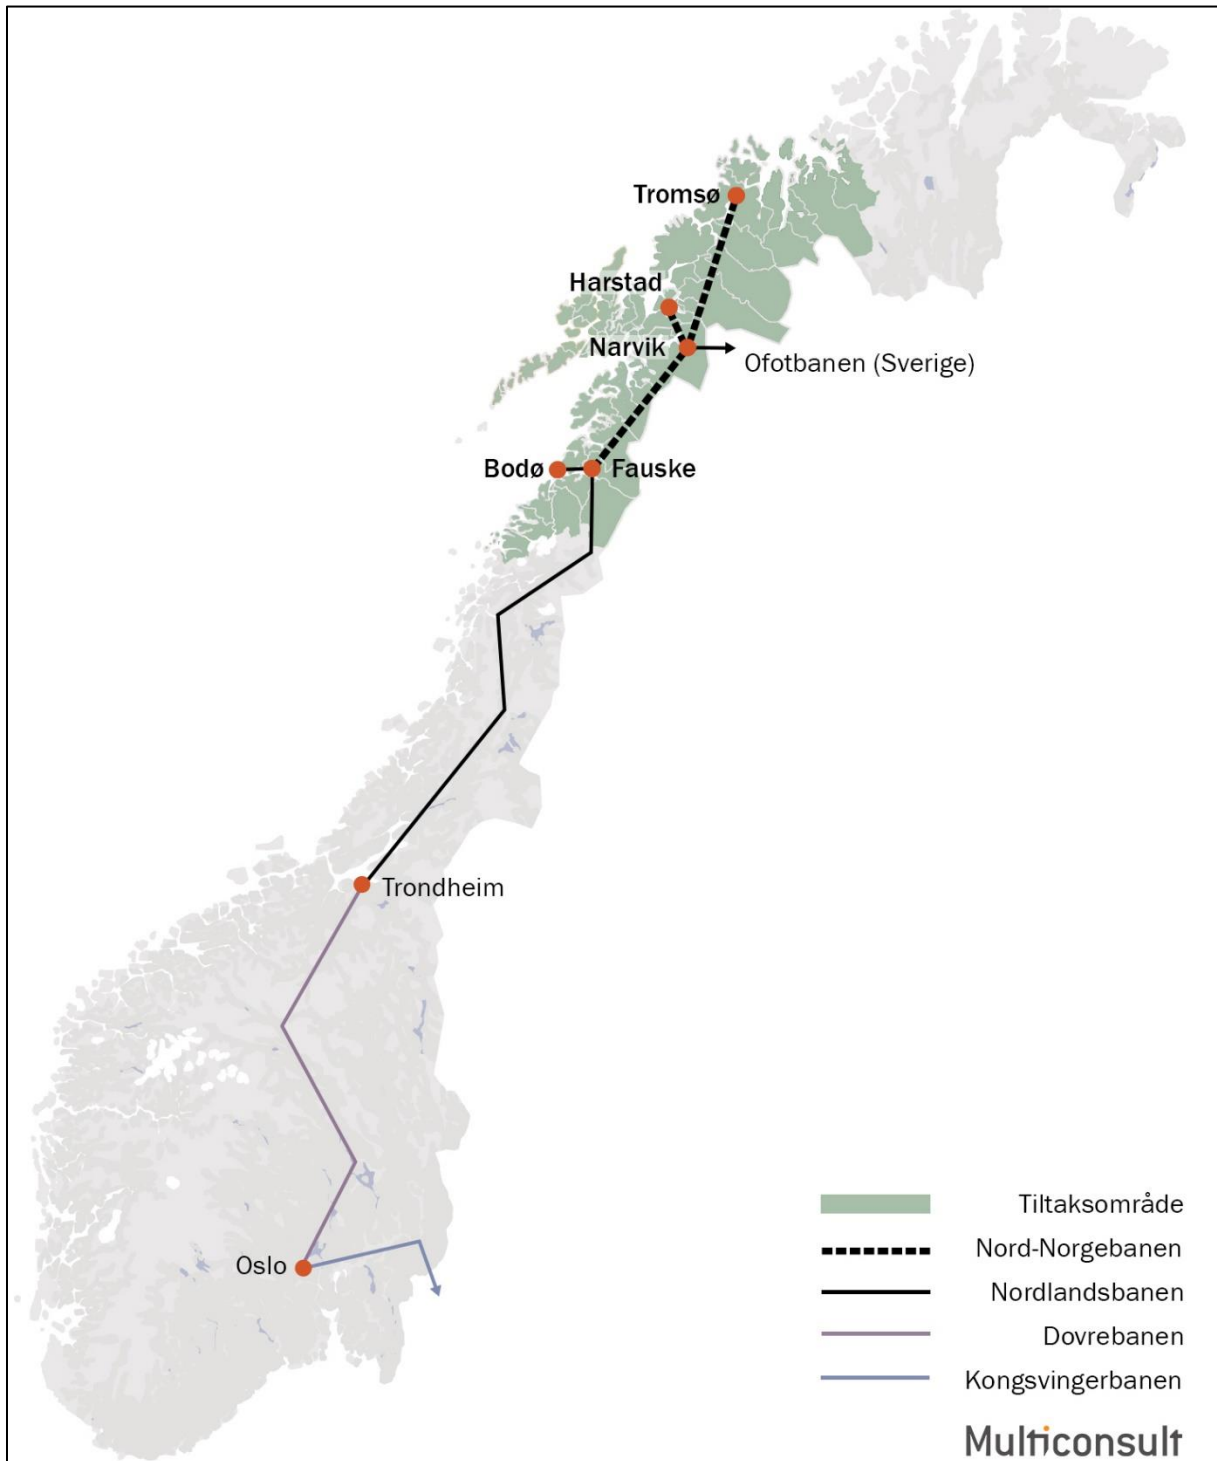 Tromsø
Harstad
Narvik
Ofotbanen (Sverige)
Bodø
Fauske
Trondheim
Oslo
Tiltaksområde
Nord-Norgebanen
Nordlandsbanen
Dovrebanen
Kongsvingerbanen
Multiconsult